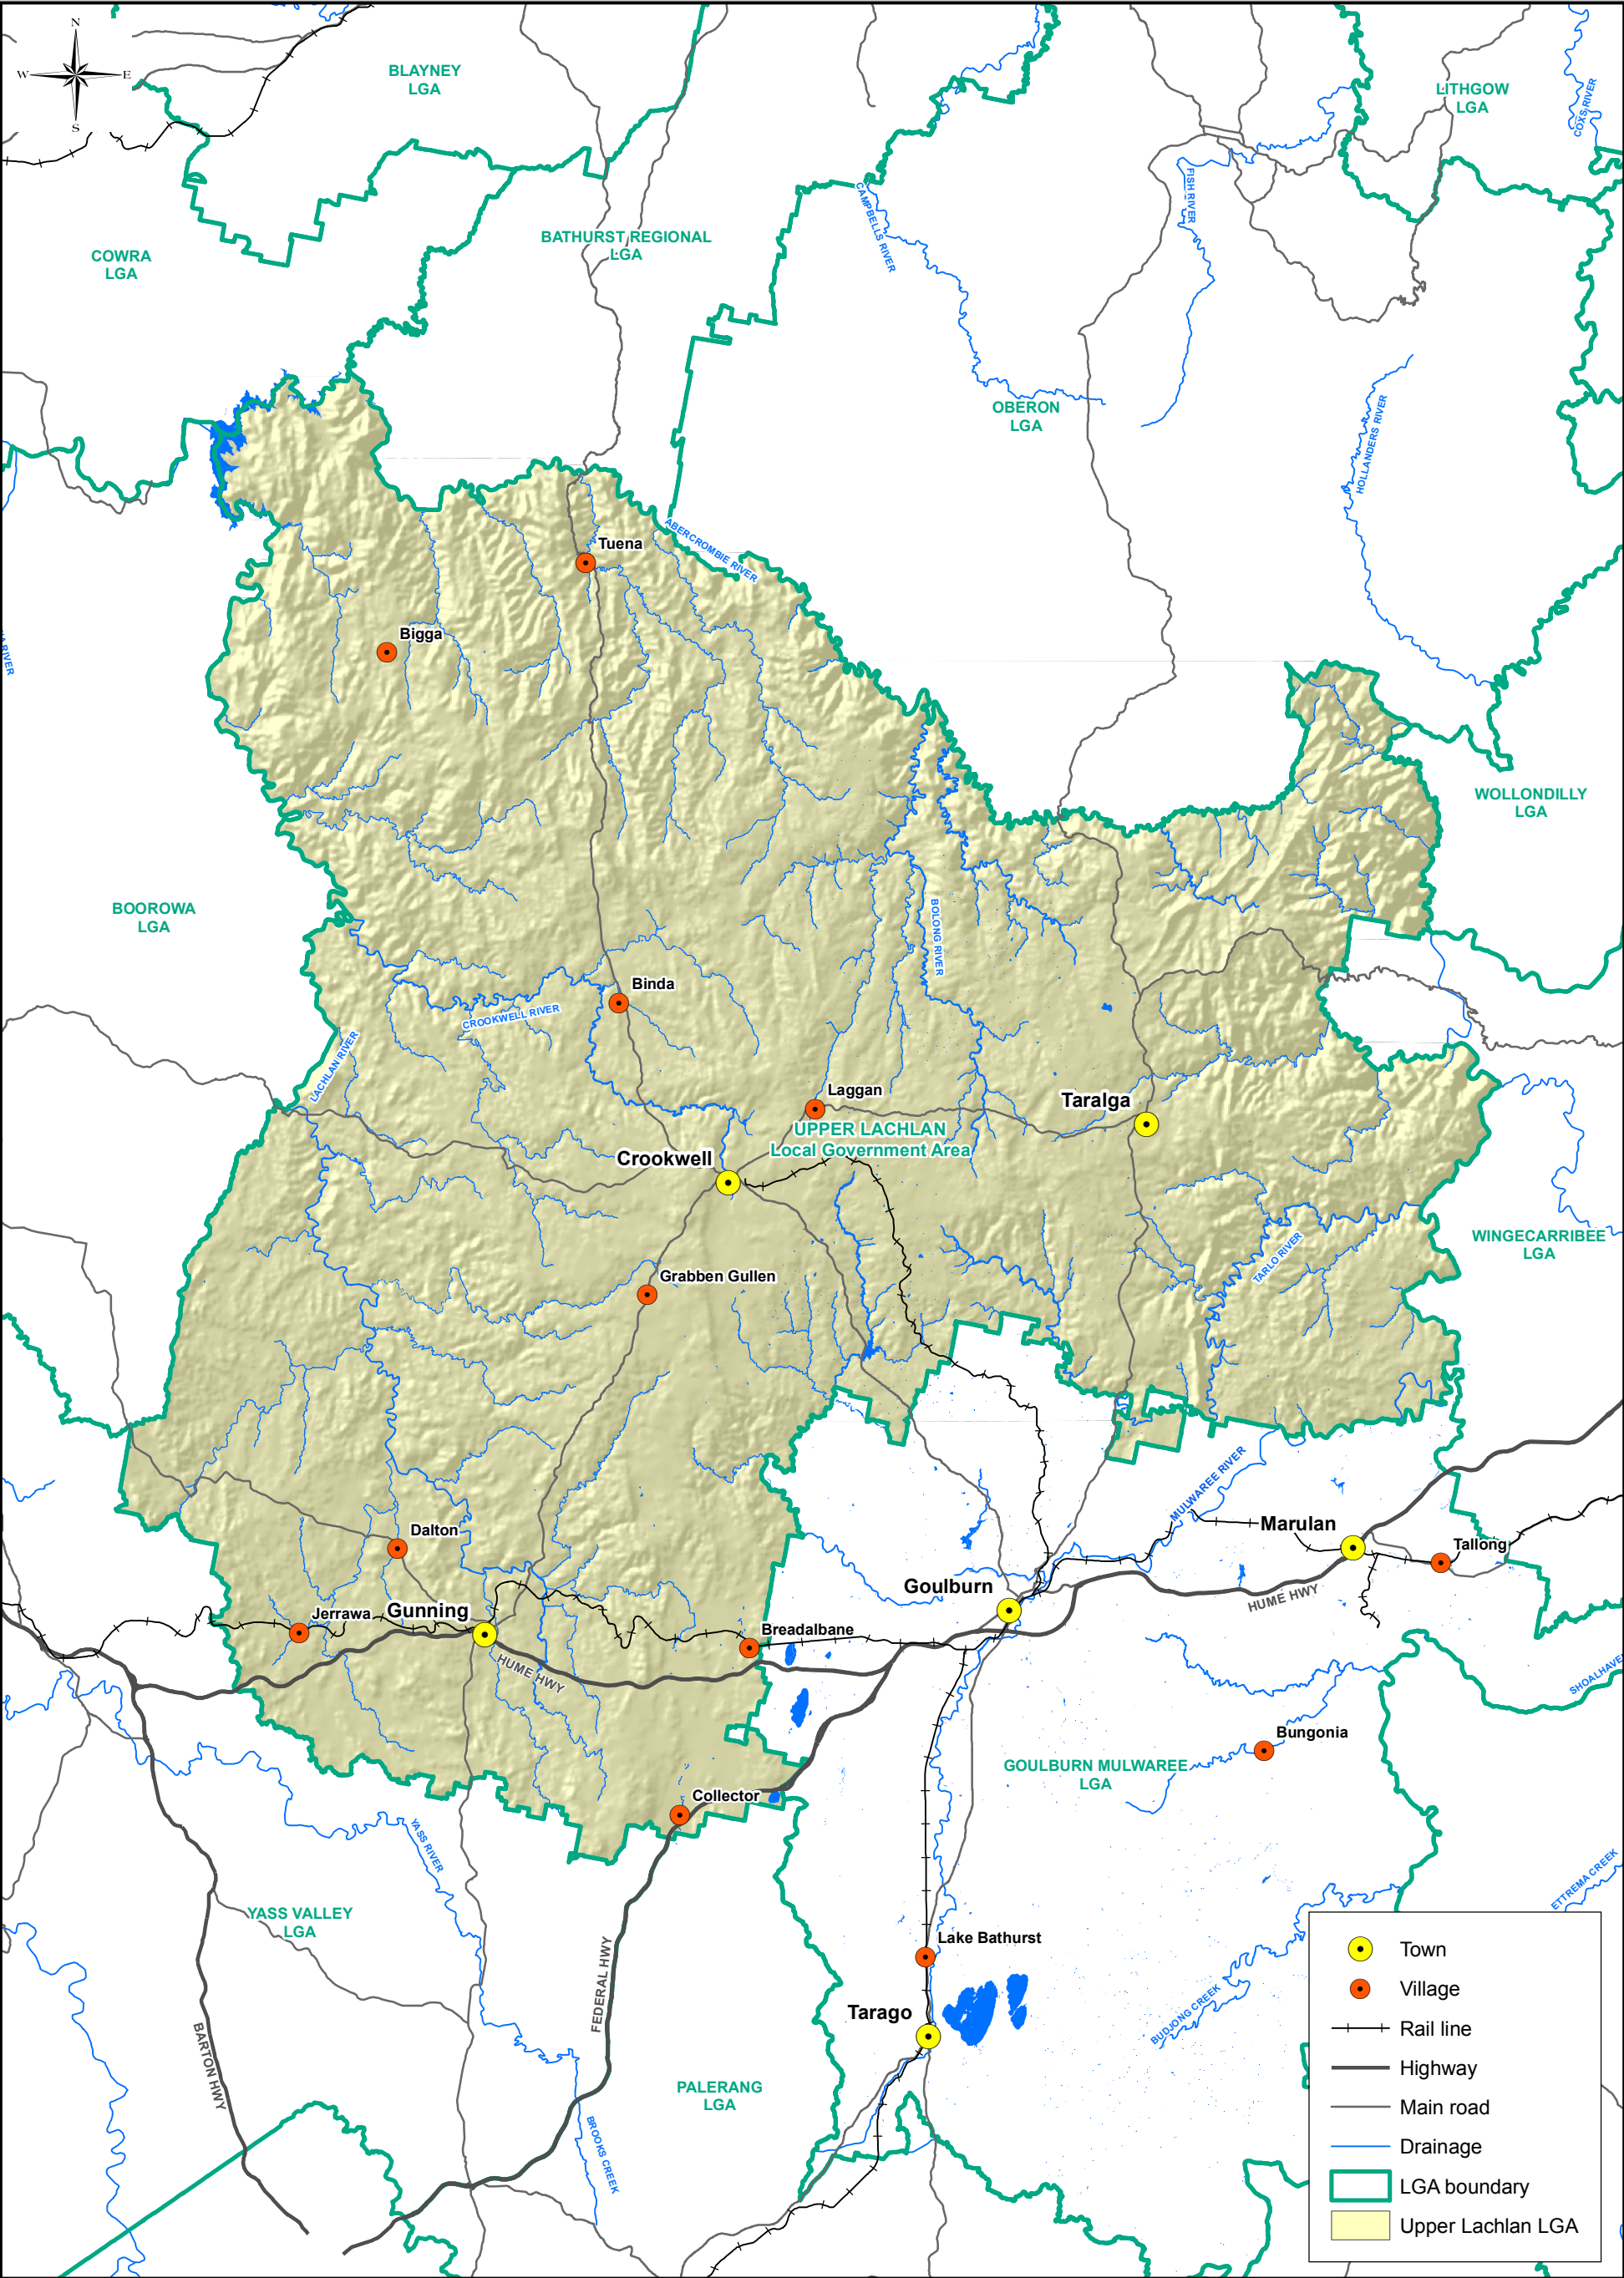 N
W
E
S
BLAYNEY
LGA
LITHGOW
LGA
COXS RIVER
FISH RIVER
CAMPBELLS RIVER
COWRA
LGA
BATHURST REGIONAL
LGA
OBERON
LGA
HOLLANDERS RIVER
ABERCROMBIE RIVER
Tuena
Bigga
RIVER
WOLLONDILLY
LGA
BOOROWA
LGA
BOLONG RIVER
Binda
CROOKWELL RIVER
LACHLAN RIVER
Laggan
Taralga
UPPER LACHLAN
Local Government Area
Crookwell
WINGECARRIBEE
LGA
TARLO RIVER
Grabben Gullen
MULWAREE RIVER
Marulan
Dalton
Tallong
Goulburn
HUME HWY
Jerrawa
Gunning
Breadalbane
HUME HWY
SHOALHAVE
Bungonia
GOULBURN MULWAREE
LGA
Collector
YASS RIVER
ETTREMA CREEK
YASS VALLEY
LGA
FEDERAL HWY
Lake Bathurst
BUDJONG CREEK
Tarago
BARTON HWY
PALERANG
LGA
BROOKS CREEK
Town
Village
Rail line
Highway
Main road
Drainage
LGA boundary
Upper Lachlan LGA